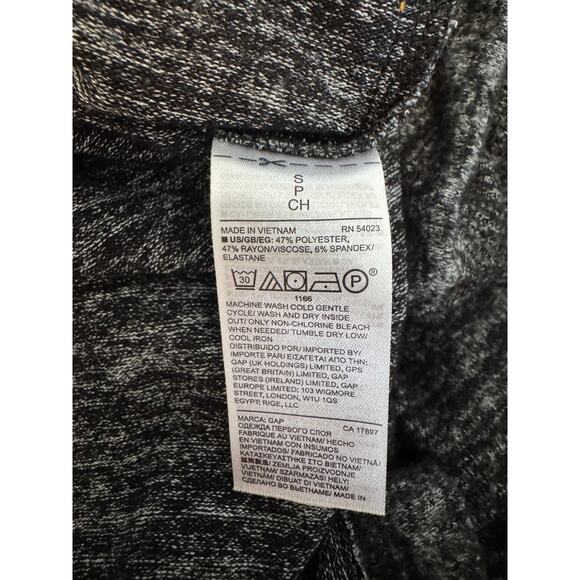 S
P
CH
MADE IN VIETNAM RN 54023
US/GB/EG: 47% POLYESTER,
47% RAYON/VISCOSE, 6% SPANDEX/
ELASTANE
30 P ®
1166
MACHINE WASH COLD GENTLE
CYCLE/ WASH AND DRY INSIDE
OUT/ ONLY NON-CHLORINE BLEACH
WHEN NEEDED/ TUMBLE DRY LOW/
COOL IRON
DISTRIBUIDO POR/IMPORTED BY/
IMPORTE PAR/ ΕΙΣΑΓΕΤΑΙ ΑΠΟ ΤΗΝ:
GAP (UK HOLDINGS) LIMITED, GPS
(GREAT BRITAIN) LIMITED, GAP
STORES (IRELAND) LIMITED, GAP
EUROPE LIMITED: 103 WIGMORE
STREET, LONDON, W1U 1QS
EGYPT: RIGE, LLC
MARCA: GAP CA 17897
ОДЕЖДА ПЕРВОГО СЛОЯ
FABRIQUE AU VIETNAM/ HECHO
EN VIETNAM CON INSUMOS
IMPORTADOS/ FABRICADO NO VIETNÃ/
ΚΑΤΑΣΚΕΥΑΣΤΗΚΕ ΣΤΟ ΒΙΕΤΝΑΜ/
VIETNAM/ ZEMLJA PROIZVODNJE
VIJETNAM/ SZÁRMAZÁSI HELY:
VIETNÁM/ DIBUAT DI VIETNAM/
СДЕЛАНО ВО ВЬЕТНАМЕ/ MADE IN